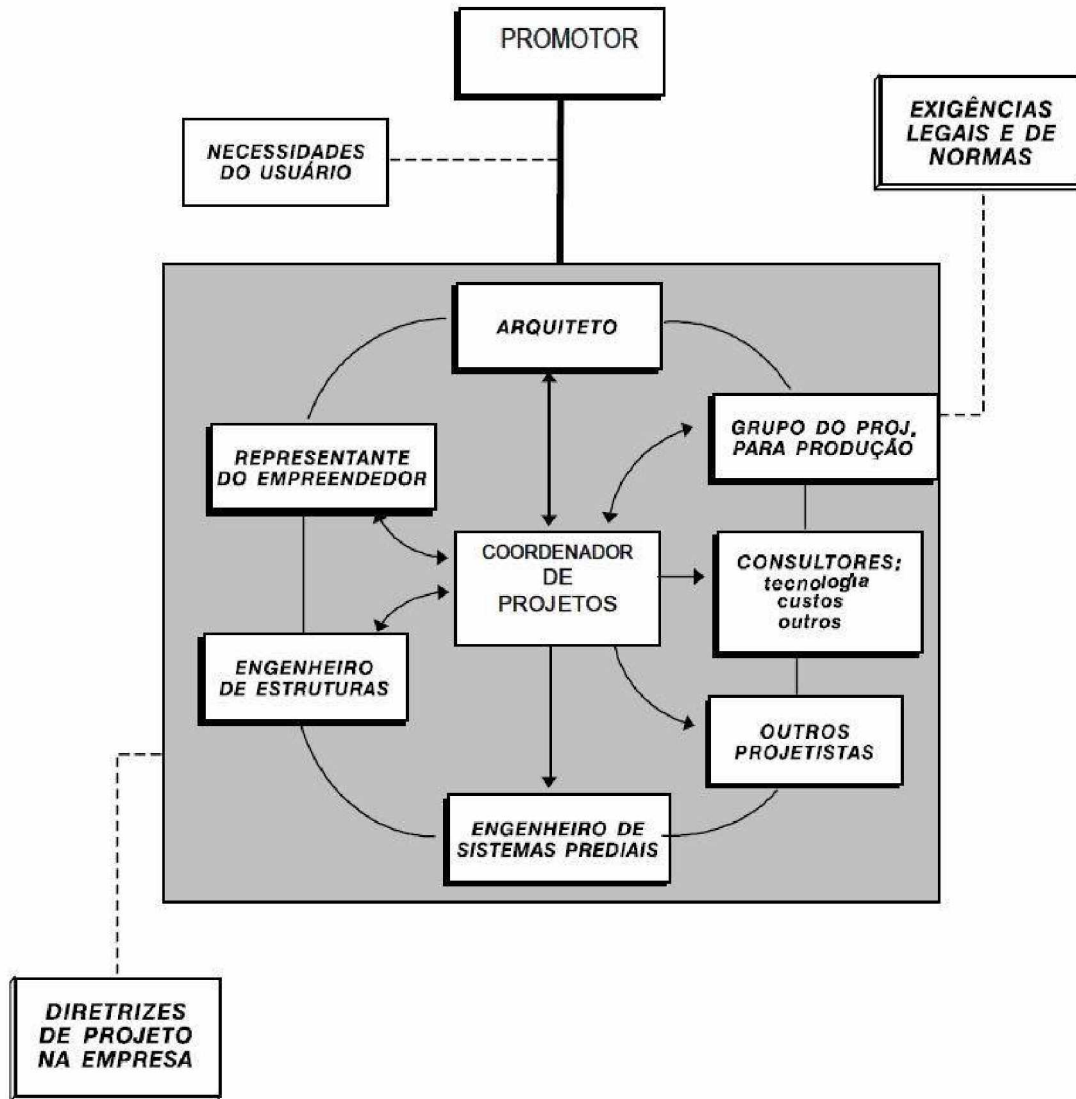 PROMOTOR
NECESSIDADES
DO USUÁRIO
EXIGÊNCIAS
LEGAIS E DE
NORMAS
ARQUITETO
REPRESENTANTE
DO EMPREENDEDOR
GRUPO DO PROJ.
PARA PRODUÇÃO
COORDENADOR
DE
PROJETOS
CONSULTORES:
tecnologia
custos
outros
ENGENHEIRO
DE ESTRUTURAS
OUTROS
PROJETISTAS
ENGENHEIRO DE
SISTEMAS PREDIAIS
DIRETRIZES
DE PROJETO
NA EMPRESA